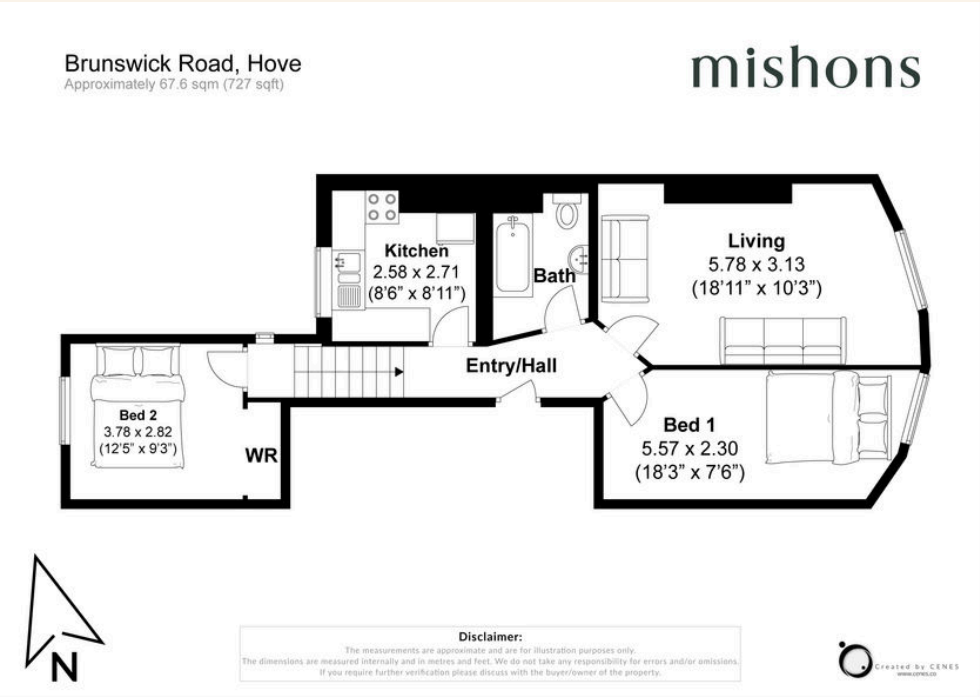 Brunswick Road, Hove
Approximately 67.6 sqm (727 sqft)
mishons
Kitchen
2.58 x 2.71
(8'6" x 8'11")
Bath
Living
5.78 x 3.13
(18'11" x 10'3")
Entry/Hall
Bed 2
3.78 x 2.82
(12'5" x 9'3")
WR
Bed 1
5.57 x 2.30
(18'3" x 7'6")
N
Disclaimer:
The measurements are approximate and are for illustration purposes only.
The dimensions are measured internally and in metres and feet. We do not take any responsibility for errors and/or omissions.
If you require further verification please discuss with the buyer/owner of the property.
Created by CENES
www.cenes.co